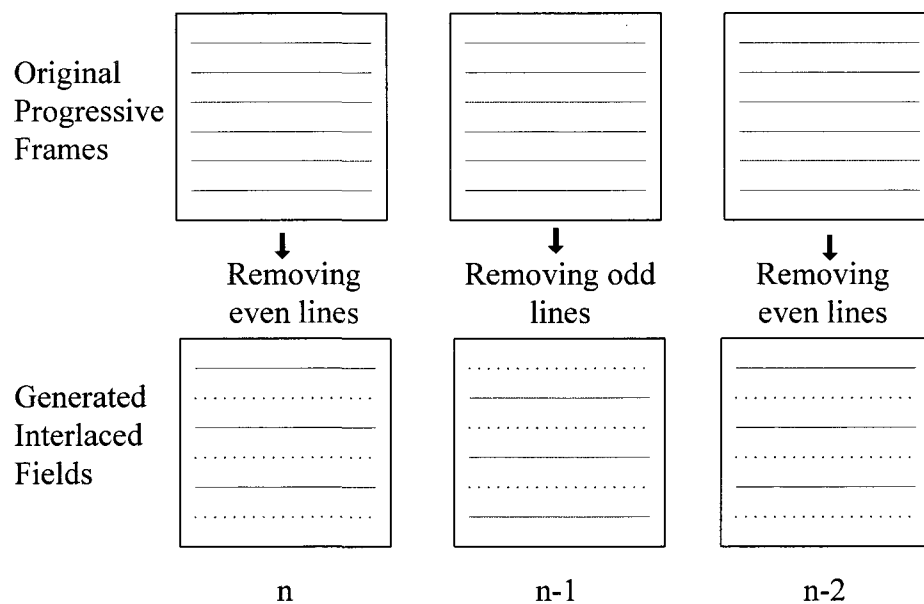 Original
Progressive
Frames
Removing
even lines
Removing odd
lines
Removing
even lines
Generated
Interlaced
Fields
n
n-1
n-2